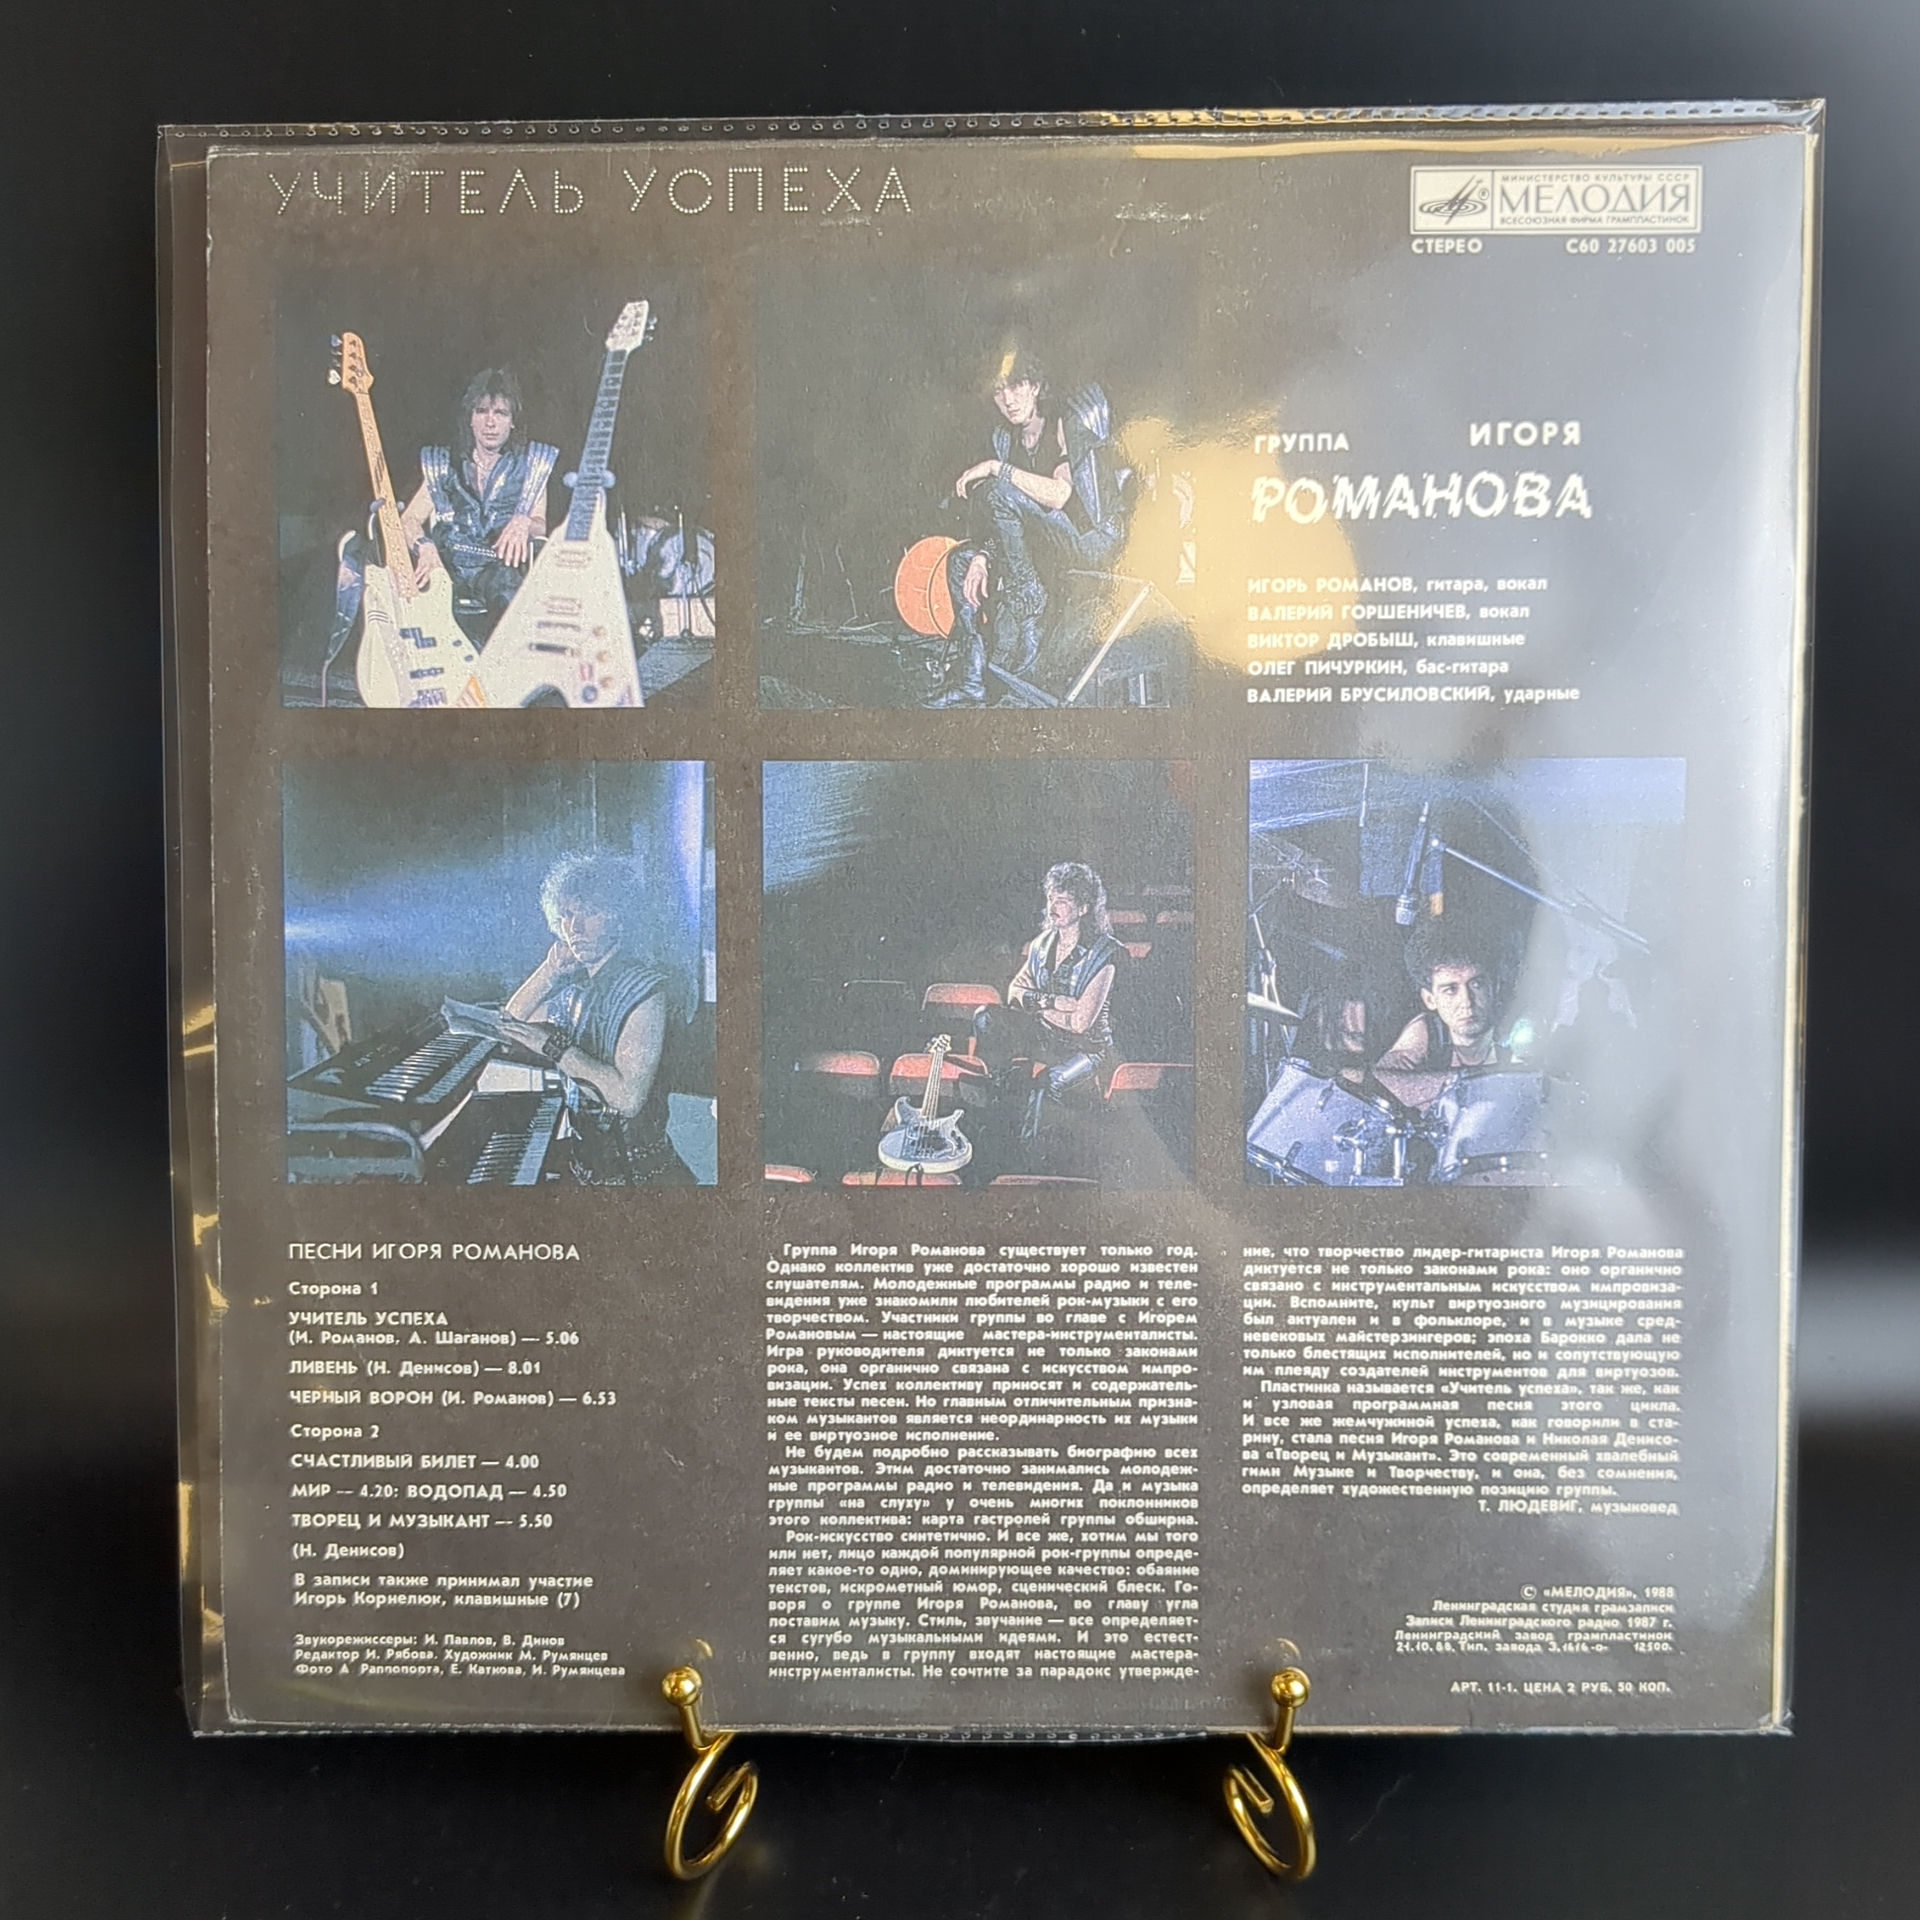 УЧИТЕЛЬ УСПЕХА
МИНИСТЕРСТВО КУЛЬТУРЫ СССР
МЕЛОДИЯ
ВСЕСОЮЗНАЯ ФИРМА ГРАМПЛАСТИНОК
СТЕРЕО С60 27603 005
ГРУППА ИГОРЯ
РОМАНОВА
ИГОРЬ РОМАНОВ, гитара, вокал
ВАЛЕРИЙ ГОРШЕНИЧЕВ, вокал
ВИКТОР ДРОБЫШ, клавишные
ОЛЕГ ПИЧУРКИН, бас-гитара
ВАЛЕРИЙ БРУСИЛОВСКИЙ, ударные
ПЕСНИ ИГОРЯ РОМАНОВА
Сторона 1
УЧИТЕЛЬ УСПЕХА
(И. Романов, А. Шаганов) — 5.06
ЛИВЕНЬ (Н. Денисов) — 8.01
ЧЕРНЫЙ ВОРОН (И. Романов) — 6.53
Сторона 2
СЧАСТЛИВЫЙ БИЛЕТ — 4.00
МИР — 4.20; ВОДОПАД — 4.50
ТВОРЕЦ И МУЗЫКАНТ — 5.50
(Н. Денисов)
В записи также принимал участие
Игорь Корнелюк, клавишные (7)
Звукорежиссеры: И. Павлов, В. Динов
Редактор И. Рябова. Художник М. Румянцев
Фото А. Раппопорта, Е. Каткова, И. Румянцева
Группа Игоря Романова существует только год.
Однако коллектив уже достаточно хорошо известен
слушателям. Молодежные программы радио и теле-
видения уже знакомили любителей рок-музыки с его
творчеством. Участники группы во главе с Игорем
Романовым — настоящие мастера-инструменталисты.
Игра руководителя диктуется не только законами
рока, она органично связана с искусством импро-
визации. Успех коллективу приносят и содержатель-
ные тексты песен. Но главным отличительным призна-
ком музыкантов является неординарность их музыки
и ее виртуозное исполнение.
Не будем подробно рассказывать биографию всех
музыкантов. Этим достаточно занимались молодеж-
ные программы радио и телевидения. Да и музыка
группы «на слуху» у очень многих поклонников
этого коллектива: карта гастролей группы обширна.
Рок-искусство синтетично. И все же, хотим мы того
или нет, лицо каждой популярной рок-группы опреде-
ляет какое-то одно, доминирующее качество: обаяние
текстов, искрометный юмор, сценический блеск. Го-
воря о группе Игоря Романова, во главу угла
поставим музыку. Стиль, звучание — все определяет-
ся сугубо музыкальными идеями. И это естест-
венно, ведь в группу входят настоящие мастера-
инструменталисты. Не сочтите за парадокс утвержде-
ние, что творчество лидер-гитариста Игоря Романова
диктуется не только законами рока: оно органично
связано с инструментальным искусством импровиза-
ции. Вспомните, культ виртуозного музицирования
был актуален и в фольклоре, и в музыке сред-
невековых майстерзингеров; эпоха Барокко дала не
только блестящих исполнителей, но и сопутствующую
им плеяду создателей инструментов для виртуозов.
Пластинка называется «Учитель успеха», так же, как
и узловая программная песня этого цикла.
И все же жемчужиной успеха, как говорили в ста-
рину, стала песня Игоря Романова и Николая Денисо-
ва «Творец и Музыкант». Это современный хвалебный
гимн Музыке и Творчеству, и она, без сомнения,
определяет художественную позицию группы.
Т. ЛЮДЕВИГ, музыковед
© «МЕЛОДИЯ», 1988
Ленинградская студия грамзаписи
Записи Ленинградского радио 1987 г.
Ленинградский завод грампластинок
21.10.88. Тип. завода З. 1616-о- 12500.
АРТ. 11-1. ЦЕНА 2 РУБ. 50 КОП.